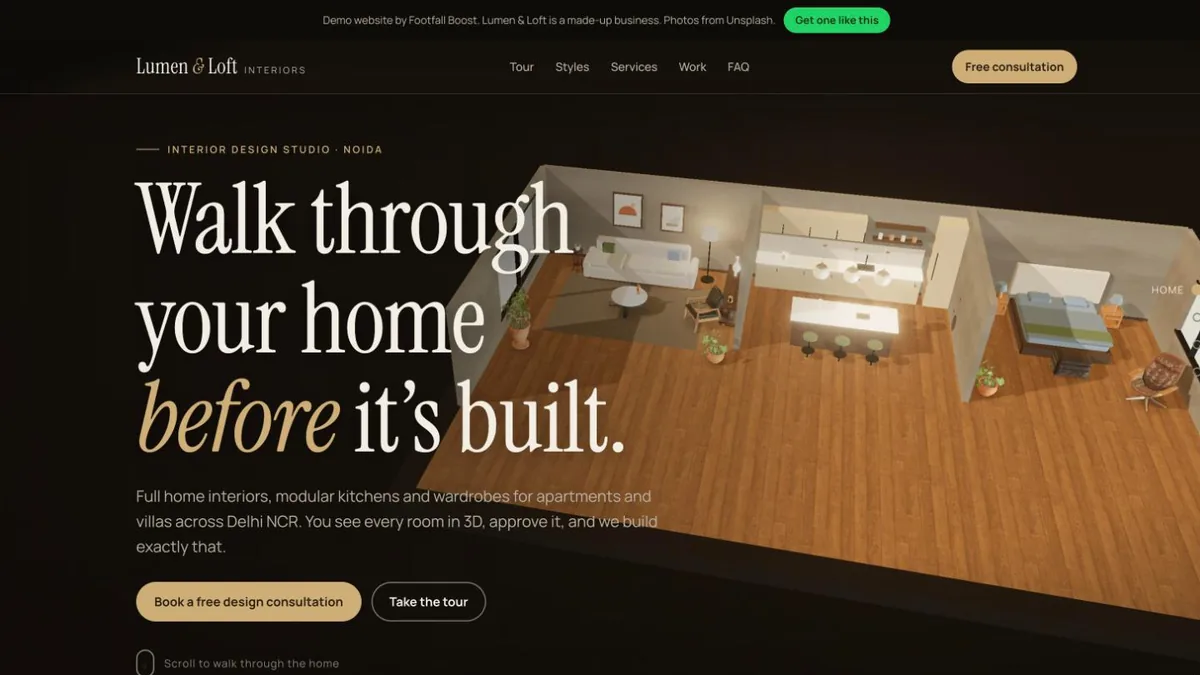 Demo website by Footfall Boost. Lumen & Loft is a made-up business. Photos from Unsplash.
Get one like this
Lumen & Loft INTERIORS
Tour
Styles
Services
Work
FAQ
Free consultation
INTERIOR DESIGN STUDIO · NOIDA
Walk through
your home
before it’s built.
HOME
Full home interiors, modular kitchens and wardrobes for apartments and
villas across Delhi NCR. You see every room in 3D, approve it, and we build
exactly that.
Book a free design consultation
Take the tour
Scroll to walk through the home